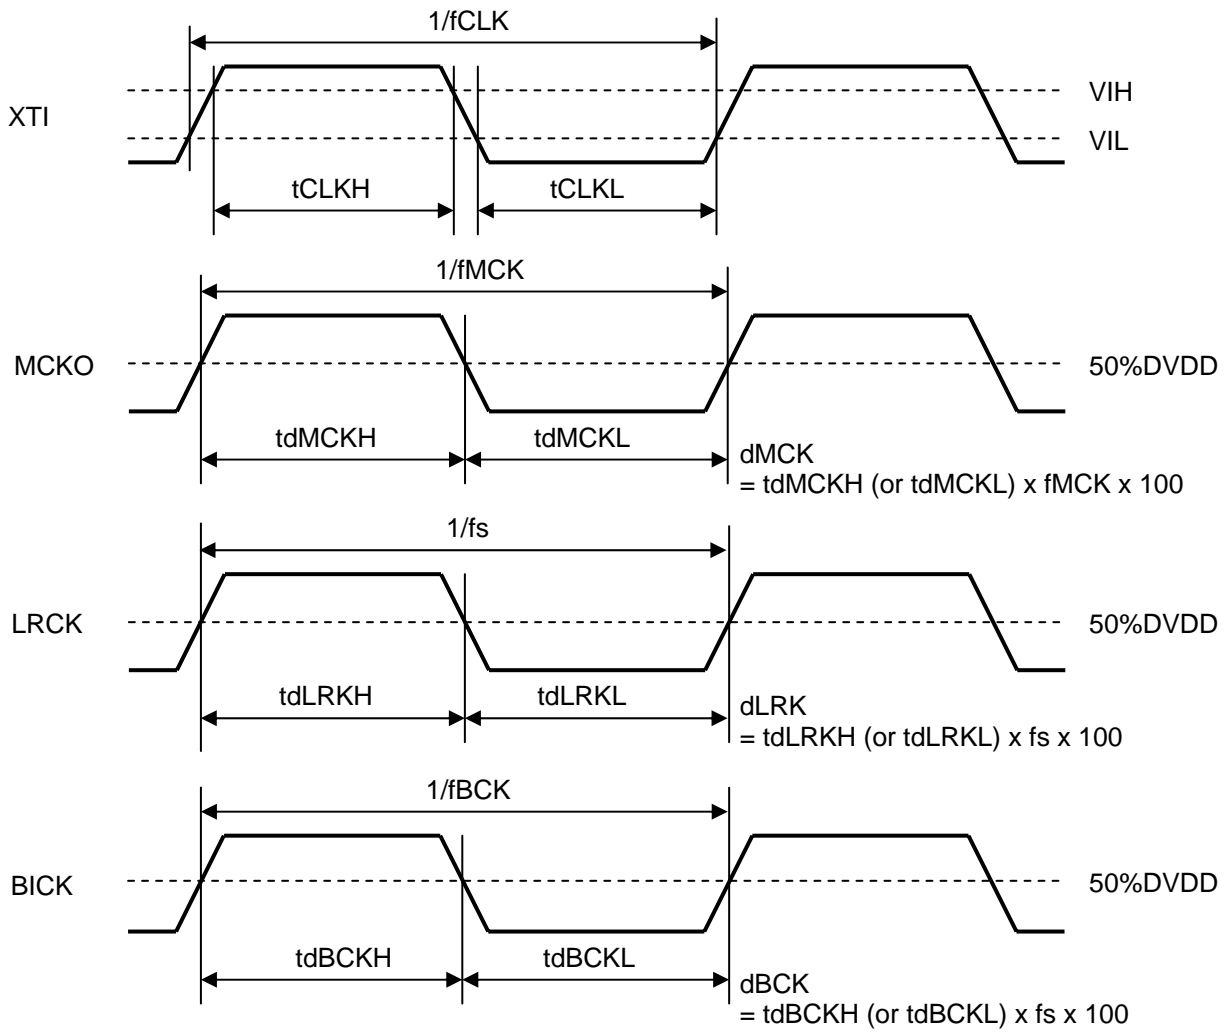 1/fCLK
XTI
VIH
VIL
tCLKH
tCLKL
1/fMCK
MCKO
50%DVDD
tdMCKH
tdMCKL
dMCK
= tdMCKH (or tdMCKL) x fMCK x 100
1/fs
LRCK
50%DVDD
tdLRKH
tdLRKL
dLRK
= tdLRKH (or tdLRKL) x fs x 100
1/fBCK
BICK
50%DVDD
tdBCKH
tdBCKL
dBCK
= tdBCKH (or tdBCKL) x fs x 100